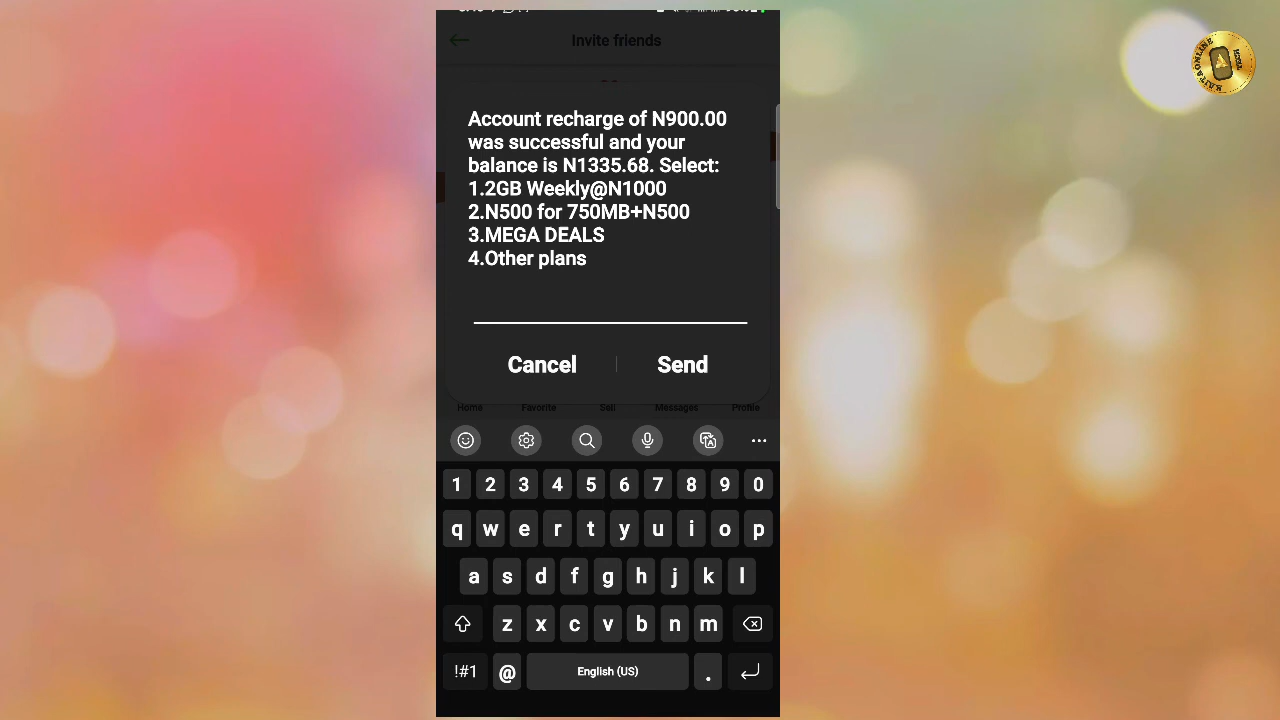 Invite friends
Account recharge of N900.00
was successful and your
balance is N1335.68. Select:
1.2GB Weekly@N1000
2.N500 for 750MB+N500
3.MEGA DEALS
4.Other plans
Cancel Send
Home Favorite Sell Messages Profile
1 2 3 4 5 6 7 8 9 0
q w e r t y u i o p
a s d f g h j k l
z x c v b n m
!#1 @ English (US) .